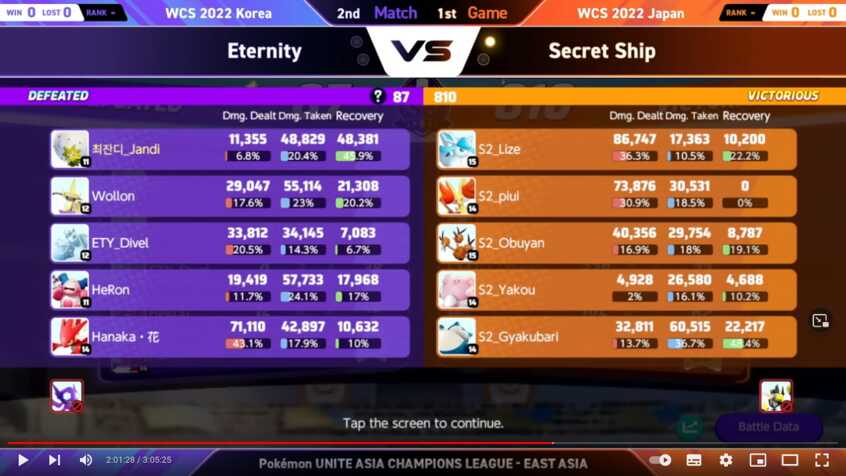 WIN 0 LOST 0 RANK - WCS 2022 Korea 2nd Match 1st Game WCS 2022 Japan RANK - WIN 0 LOST 0
Eternity VS Secret Ship
DEFEATED ? 87 810 VICTORIOUS
Dmg. Dealt Dmg. Taken Recovery Dmg. Dealt Dmg. Taken Recovery
11,355 48,829 48,381 86,747 17,363 10,200
최잔디_Jandi S2_Lize
11 6.8% 20.4% 45.9% 15 36.3% 10.5% 22.2%
29,047 55,114 21,308 73,876 30,531 0
Wollon S2_piul
12 17.6% 23% 20.2% 14 30.9% 18.5% 0%
33,812 34,145 7,083 40,356 29,754 8,787
ETY_Divel S2_Obuyan
12 20.5% 14.3% 6.7% 14 16.9% 18% 19.1%
19,419 57,733 17,968 4,928 26,580 4,688
HeRon S2_Yakou
11 11.7% 24.1% 17% 14 2% 16.1% 10.2%
71,110 42,897 10,632 32,811 60,515 22,217
Hanaka・花 S2_Gyakubari
14 43.1% 17.9% 10% 14 13.7% 36.7% 48.4%
Tap the screen to continue.
Battle Data
2:01:28 / 3:05:25
Pokémon UNITE ASIA CHAMPIONS LEAGUE - EAST ASIA